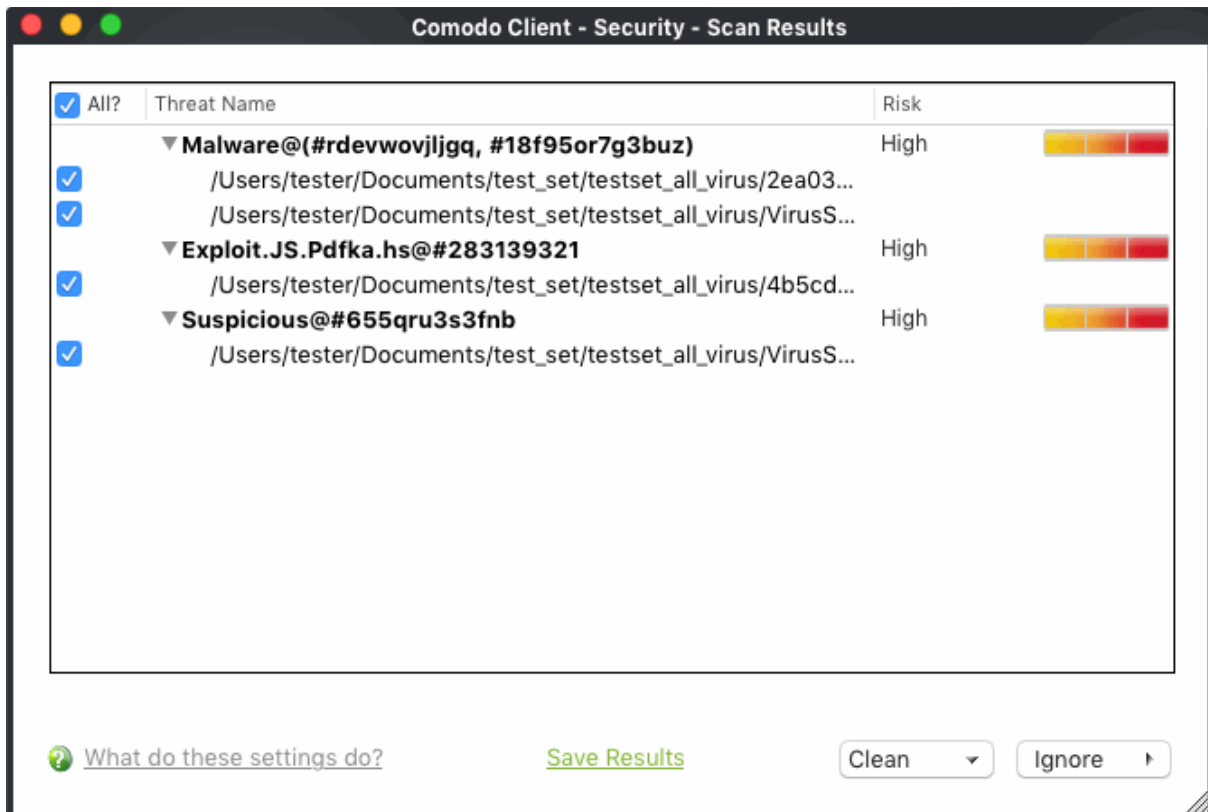 Comodo Client - Security - Scan Results
All? Threat Name Risk
Malware@(#rdevwovjljgq, #18f95or7g3buz) High
/Users/tester/Documents/test_set/testset_all_virus/2ea03...
/Users/tester/Documents/test_set/testset_all_virus/VirusS...
Exploit.JS.Pdfka.hs@#283139321 High
/Users/tester/Documents/test_set/testset_all_virus/4b5cd...
Suspicious@#655qru3s3fnb High
/Users/tester/Documents/test_set/testset_all_virus/VirusS...
What do these settings do? Save Results Clean Ignore